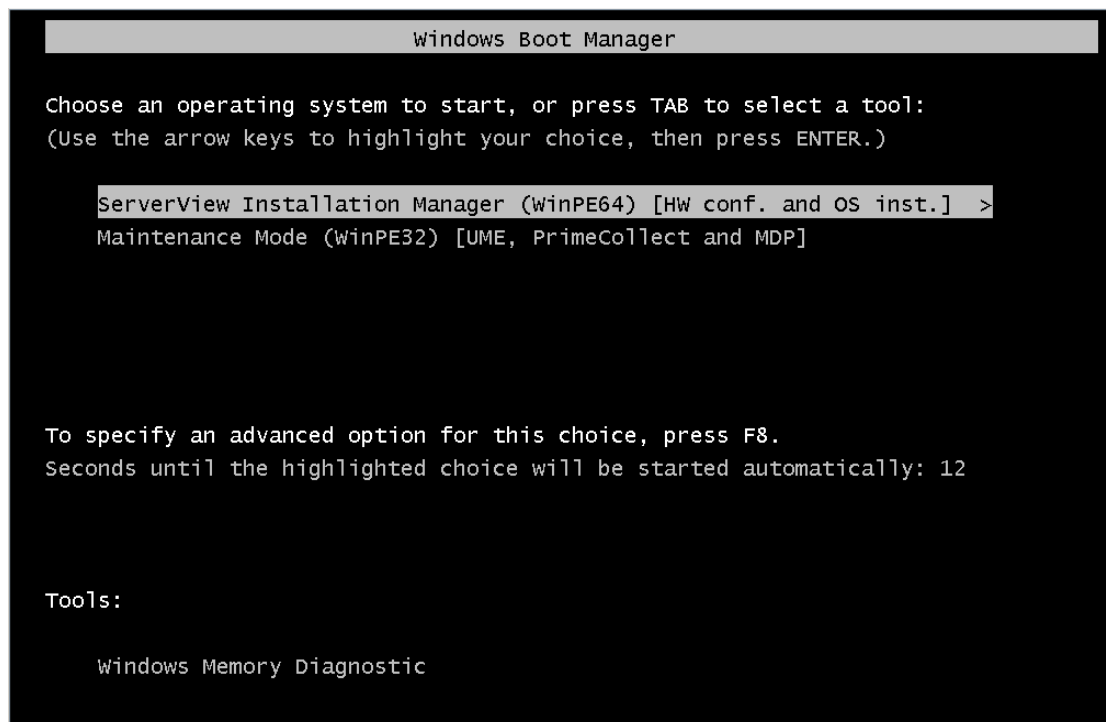 Windows Boot Manager
Choose an operating system to start, or press TAB to select a tool:
(Use the arrow keys to highlight your choice, then press ENTER.)
ServerView Installation Manager (WinPE64) [HW conf. and OS inst.] >
Maintenance Mode (WinPE32) [UME, PrimeCollect and MDP]
To specify an advanced option for this choice, press F8.
Seconds until the highlighted choice will be started automatically: 12
Tools:
Windows Memory Diagnostic